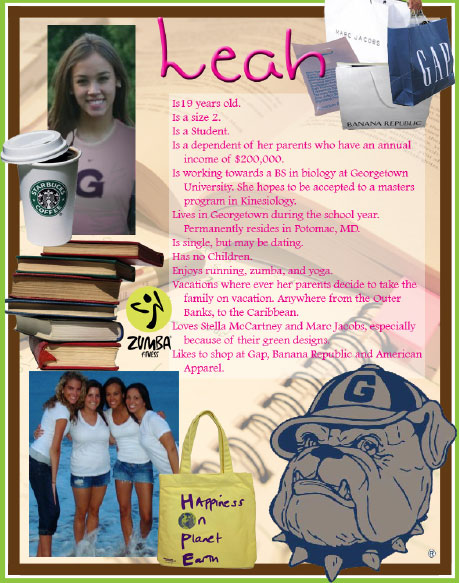 Leah
MARC JACOBS
GAP
BANANA REPUBLIC
Is19 years old.
Is a size 2.
Is a Student.
Is a dependent of her parents who have an annual
income of $200,000.
Is working towards a BS in biology at Georgetown
University. She hopes to be accepted to a masters
program in Kinesiology.
Lives in Georgetown during the school year.
Permanently resides in Potomac, MD.
Is single, but may be dating.
Has no Children.
Enjoys running, zumba, and yoga.
Vacations where ever her parents decide to take the
family on vacation. Anywhere from the Outer
Banks, to the Caribbean.
Loves Stella McCartney and Marc Jacobs, especially
because of their green designs.
Likes to shop at Gap, Banana Republic and American
Apparel.
G
STARBUCKS
COFFEE
ZUMBA
FITNESS
HAppiness
On
Planet
Earth
G
®